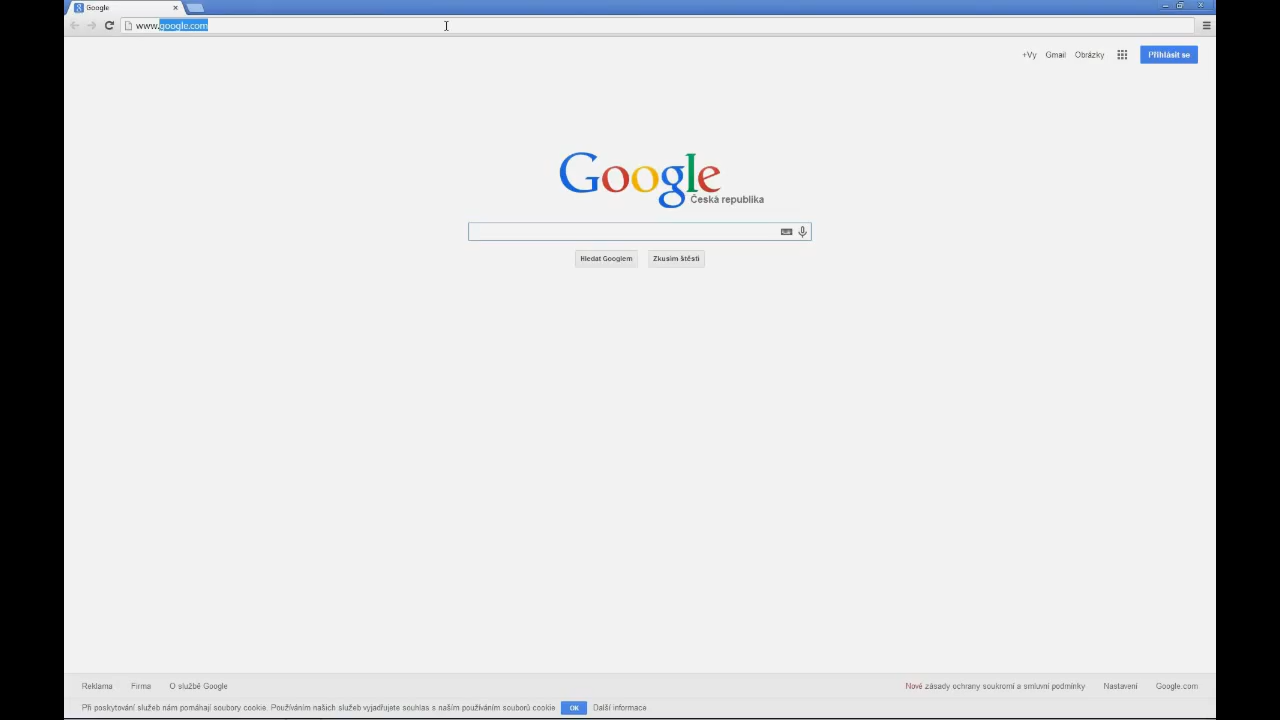 Google
www.google.com
+Vy Gmail Obrázky Přihlásit se
Google
Česká republika
Hledat Googlem Zkusím štěstí
Reklama Firma O službě Google Nové zásady ochrany soukromí a smluvní podmínky Nastavení Google.com
Při poskytování služeb nám pomáhají soubory cookie. Používáním našich služeb vyjadřujete souhlas s naším používáním souborů cookie. OK Další informace